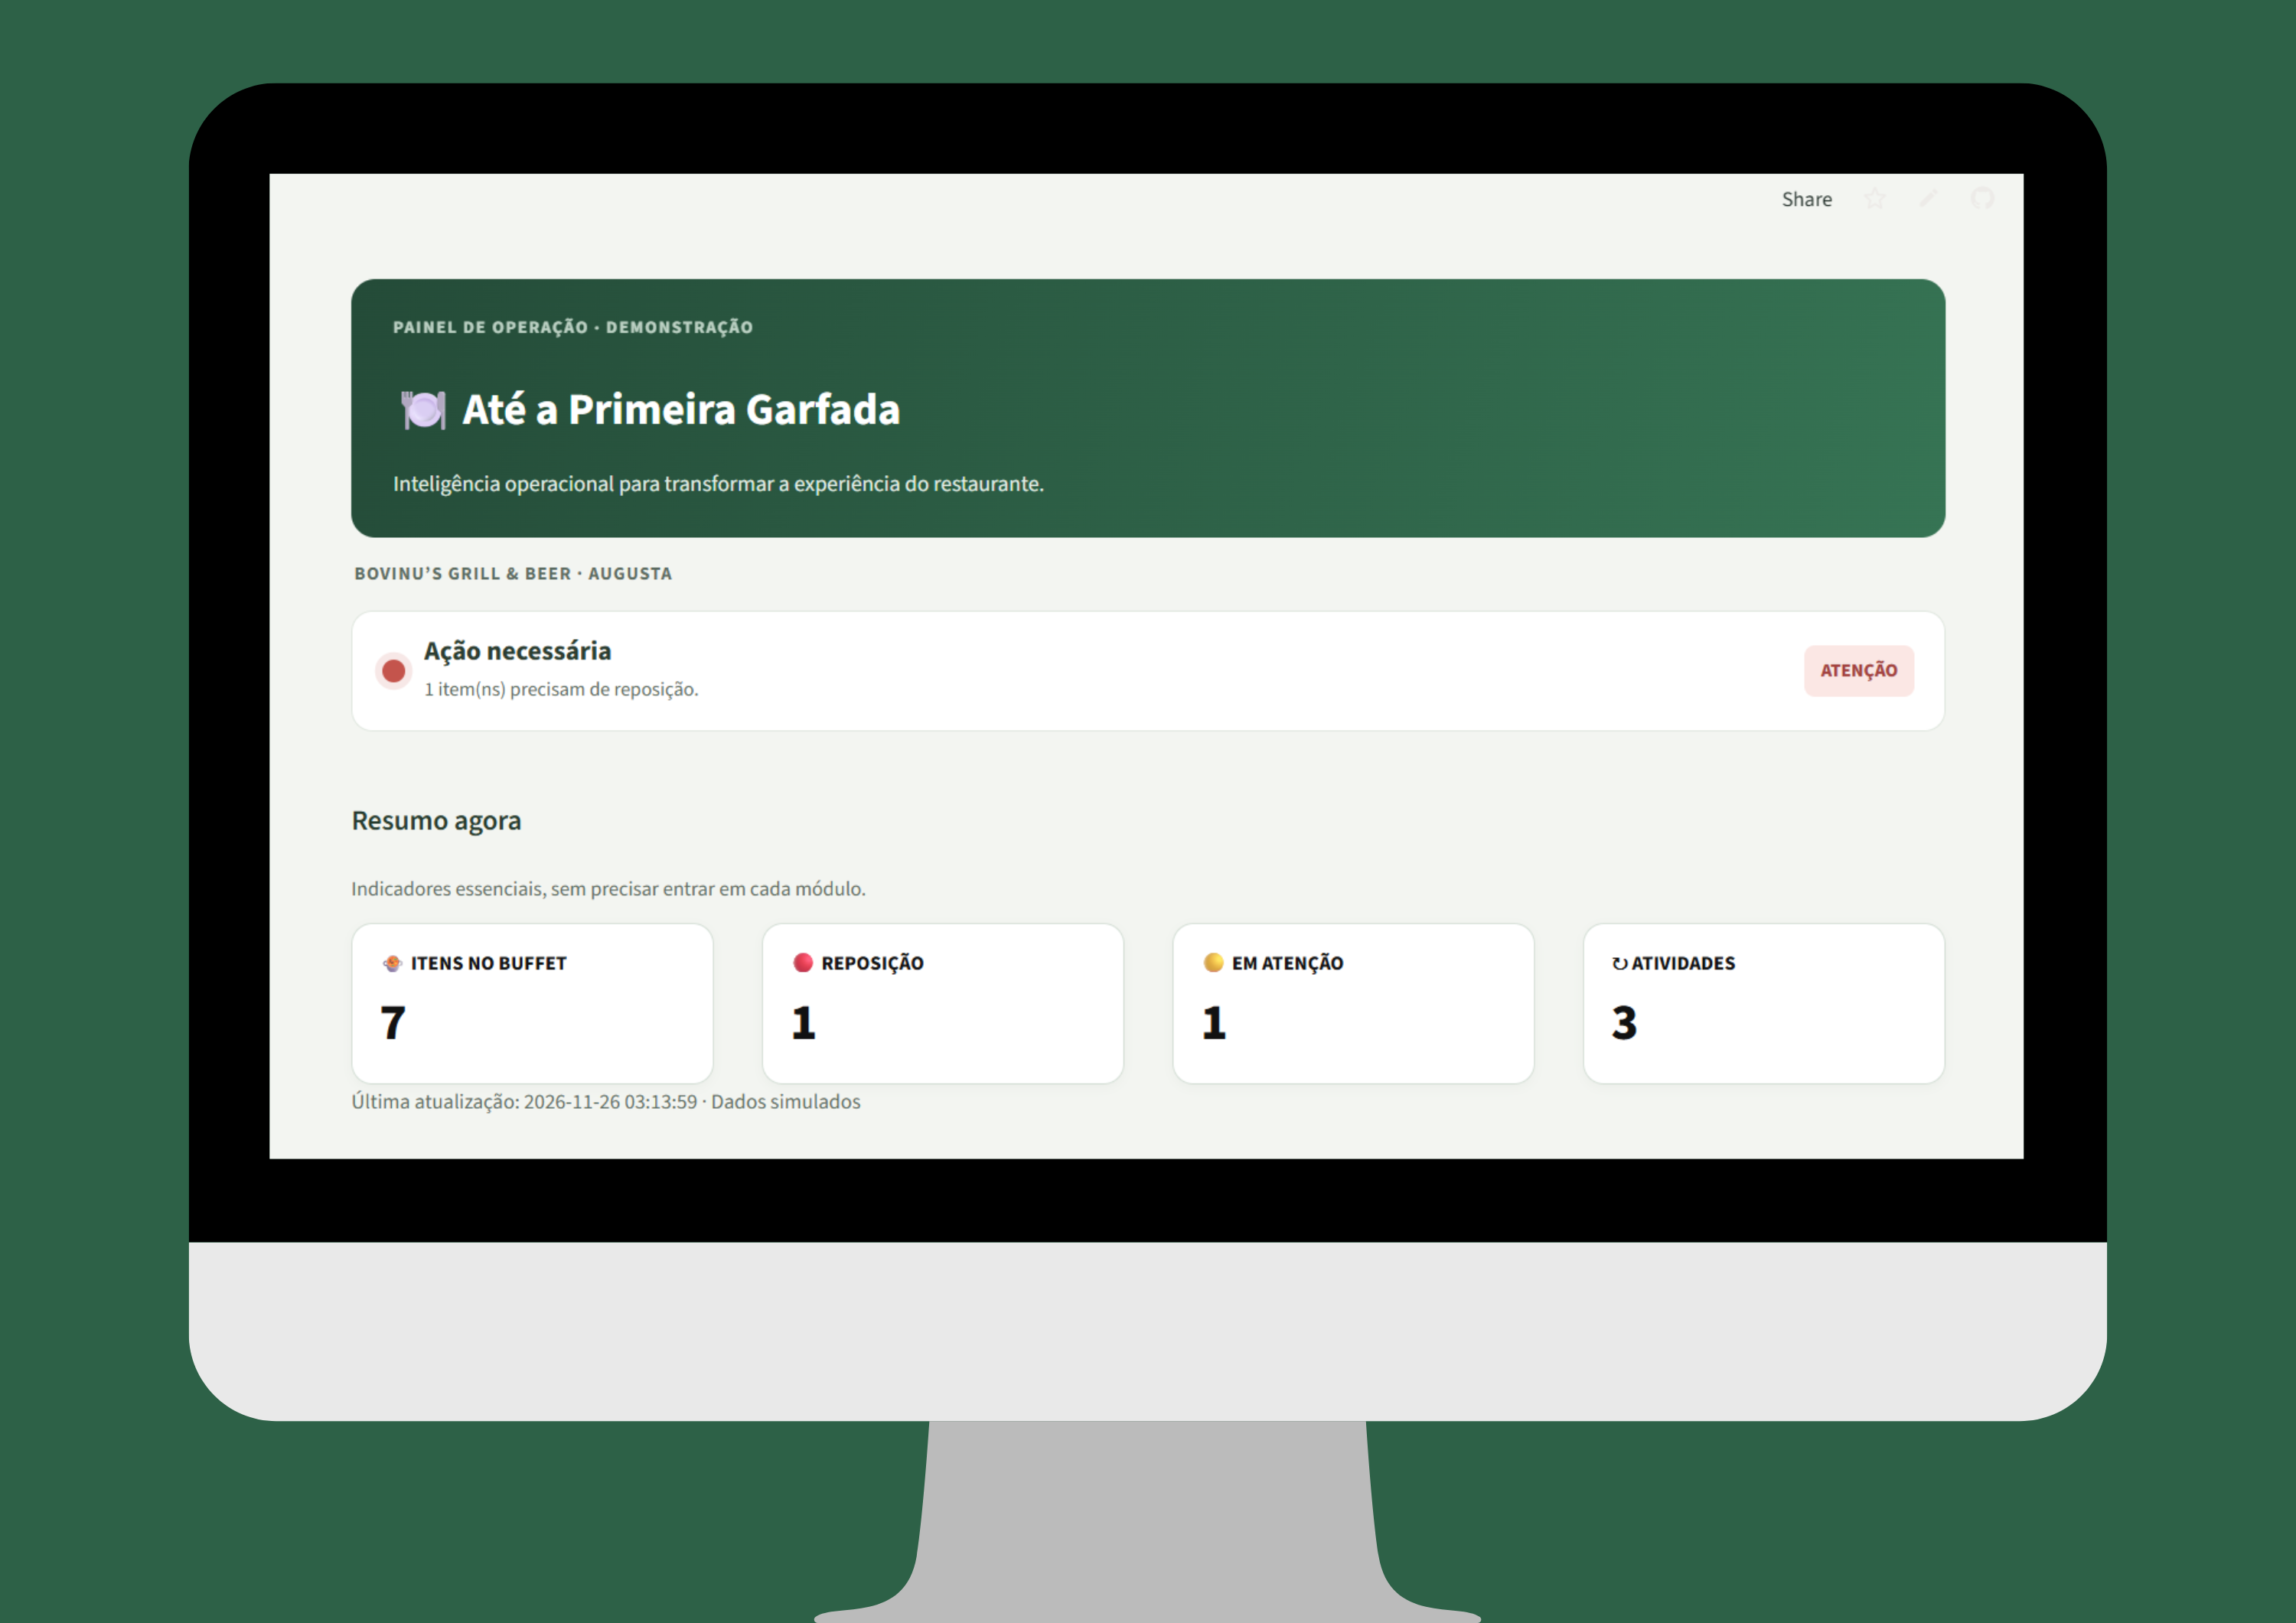 Share
PAINEL DE OPERAÇÃO · DEMONSTRAÇÃO
Até a Primeira Garfada
Inteligência operacional para transformar a experiência do restaurante.
BOVINU’S GRILL & BEER · AUGUSTA
Ação necessária
1 item(ns) precisam de reposição.
ATENÇÃO
Resumo agora
Indicadores essenciais, sem precisar entrar em cada módulo.
ITENS NO BUFFET
7
REPOSIÇÃO
1
EM ATENÇÃO
1
↻ ATIVIDADES
3
Última atualização: 2026-11-26 03:13:59 · Dados simulados